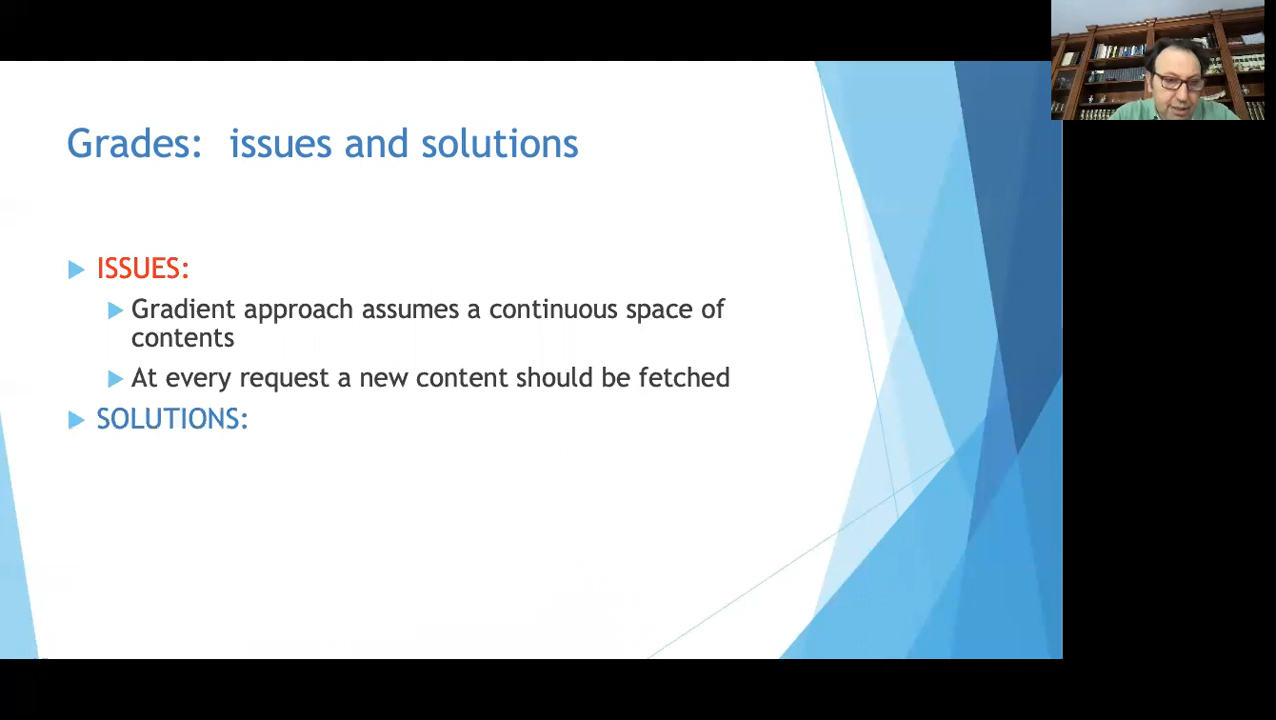 Grades: issues and solutions
ISSUES:
Gradient approach assumes a continuous space of
contents
At every request a new content should be fetched
SOLUTIONS: